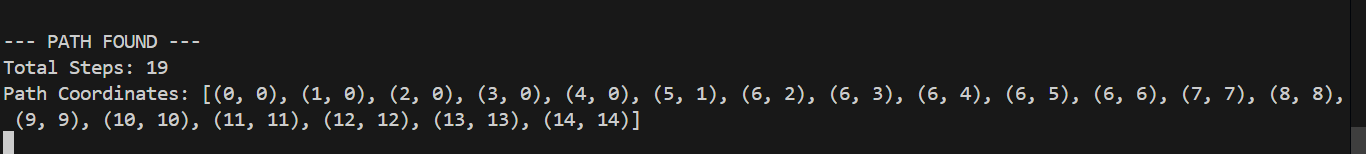 --- PATH FOUND ---
Total Steps: 19
Path Coordinates: [(0, 0), (1, 0), (2, 0), (3, 0), (4, 0), (5, 1), (6, 2), (6, 3), (6, 4), (6, 5), (6, 6), (7, 7), (8, 8),
(9, 9), (10, 10), (11, 11), (12, 12), (13, 13), (14, 14)]